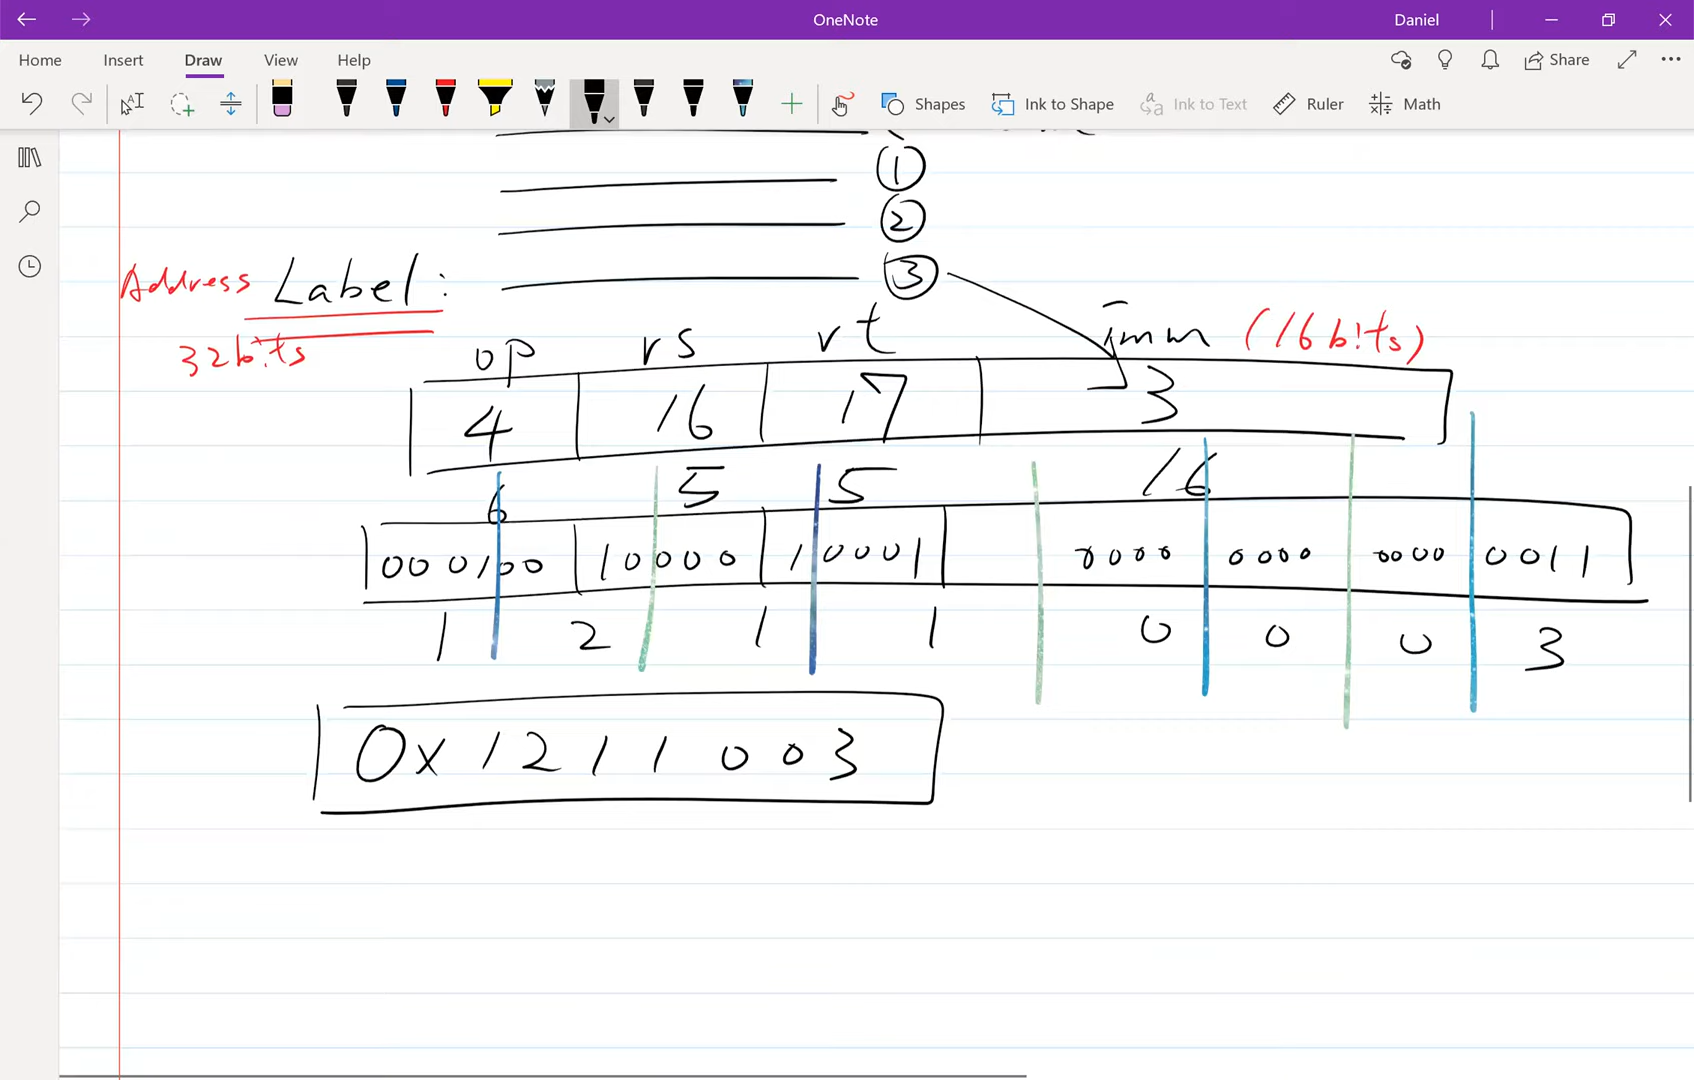 OneNote
Daniel
Home Insert Draw View Help
Shapes Ink to Shape Ink to Text Ruler Math
1
2
Address Label: 3
32bits
op rs rt imm (16 bits)
4 16 17 3
6 5 5 16
000100 10000 10001 0000 0000 0000 0011
1 2 1 1 0 0 0 3
0x1211003